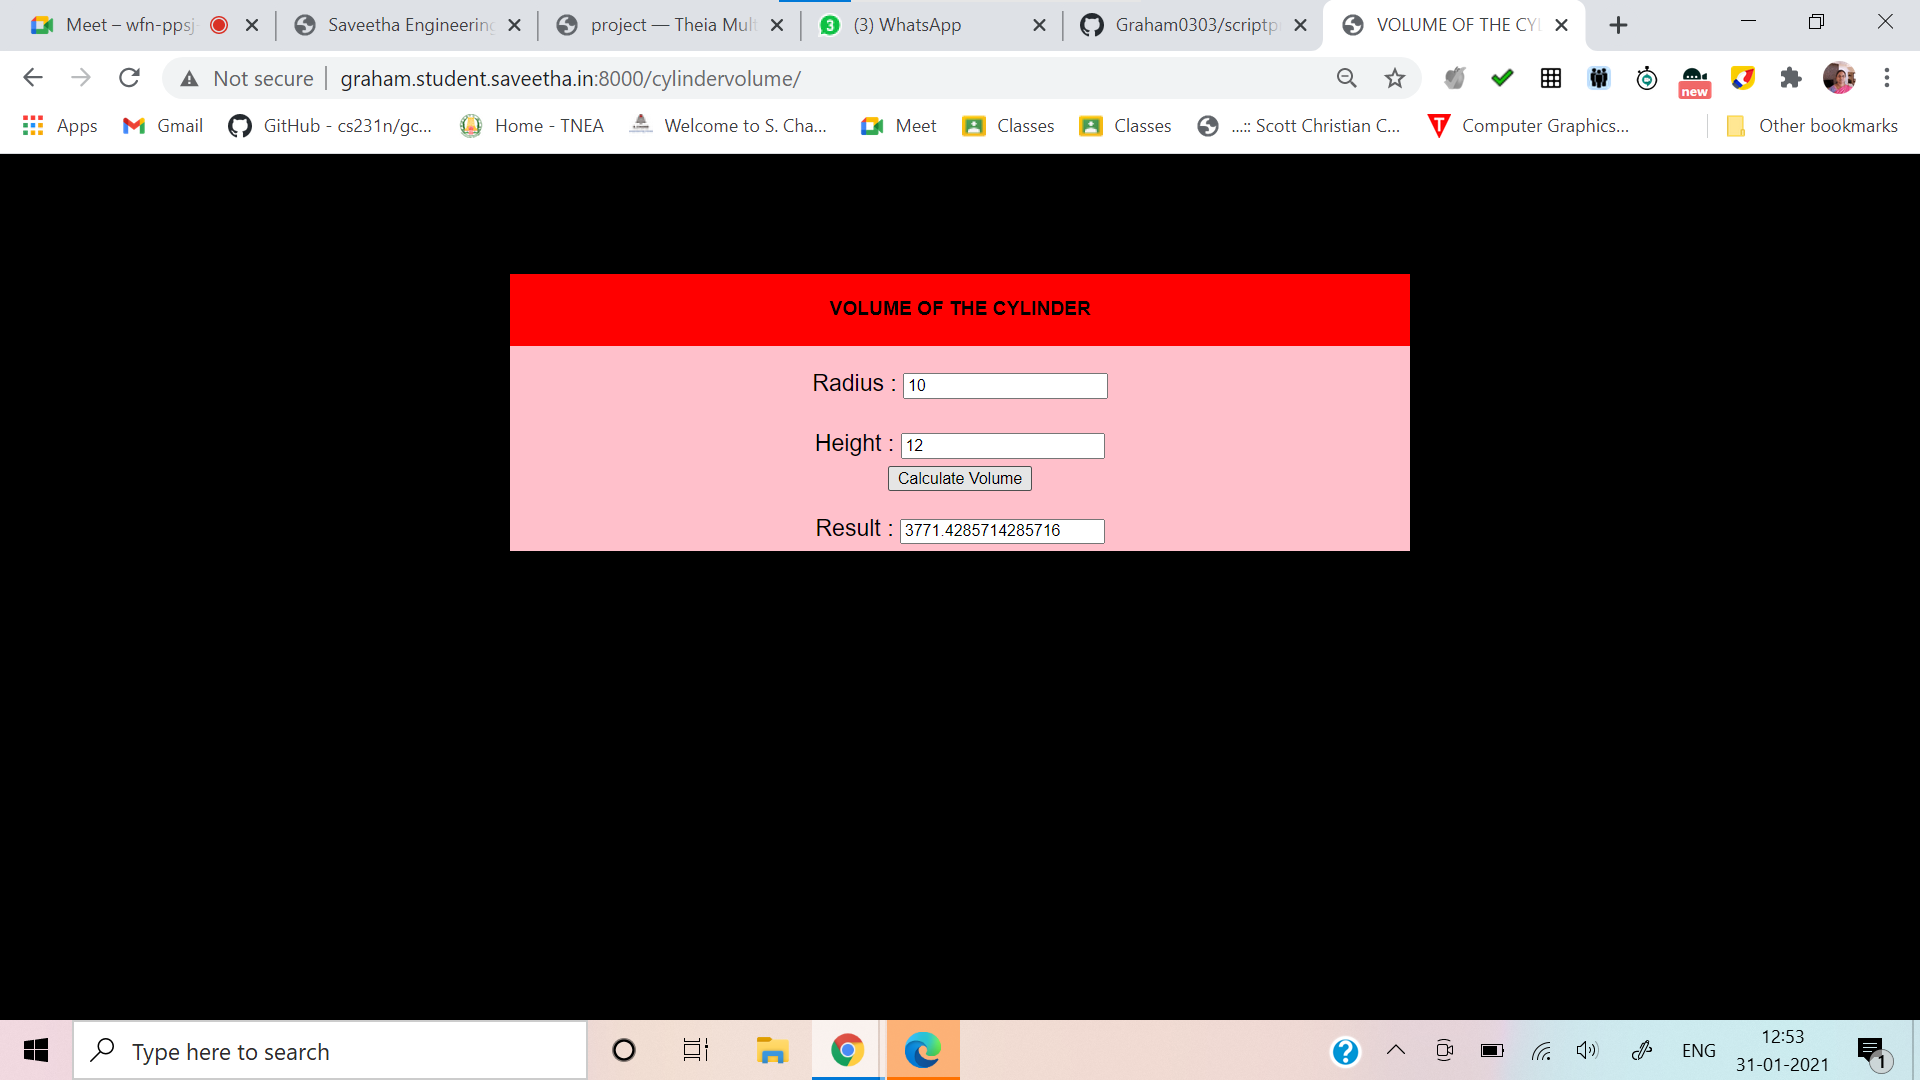 Meet – wfn-ppsj
Saveetha Engineering
project — Theia Mult
3 (3) WhatsApp
Graham0303/scriptpr
VOLUME OF THE CYL
Not secure graham.student.saveetha.in:8000/cylindervolume/
new
Apps
Gmail
GitHub - cs231n/gc...
Home - TNEA
Welcome to S. Cha...
Meet
Classes
Classes
...:: Scott Christian C...
T Computer Graphics...
Other bookmarks
VOLUME OF THE CYLINDER
Radius : 10
Height : 12
Calculate Volume
Result : 3771.4285714285716
Type here to search
ENG
12:53
31-01-2021
1